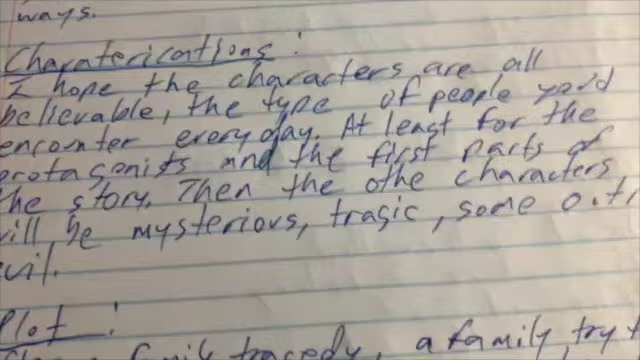 ways.
Charaterications :
I hope the characters are all
believable, the type of people you'd
encounter everyday. At least for the
protagonists and the first parts of
the story. Then the othe characters
will be mysterious, tragic, some
evil.
Plot :
family tragedy, a family try